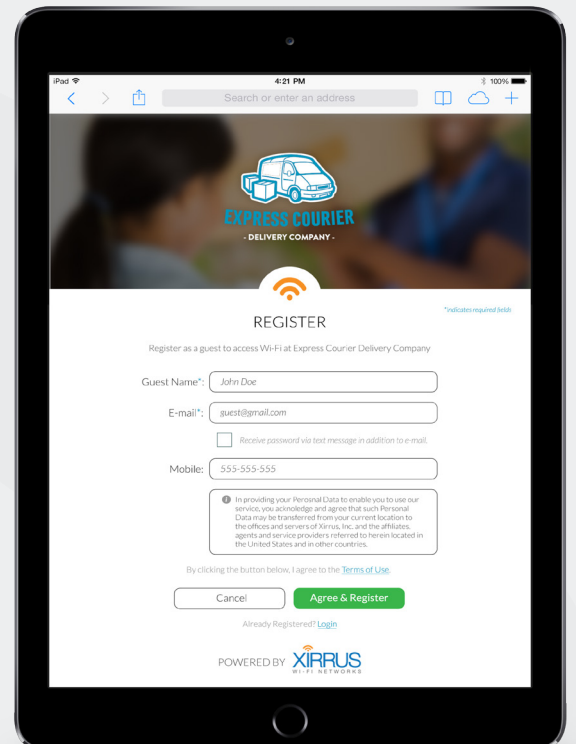 iPad 4:21 PM 100%
Search or enter an address
EXPRESS COURIER
- DELIVERY COMPANY -
*indicates required fields
REGISTER
Register as a guest to access Wi-Fi at Express Courier Delivery Company
Guest Name*: John Doe
E-mail*: guest@gmail.com
Receive password via text message in addition to e-mail.
Mobile: 555-555-555
In providing your Perosnal Data to enable you to use our
service, you acknoledge and agree that such Personal
Data may be transferred from your current location to
the offices and servers of Xirrus, Inc. and the affiliates.
agents and service providers referred to herein located in
the United States and in other countries.
By clicking the button below, I agree to the Terms of Use.
Cancel Agree & Register
Already Registered? Login
POWERED BY XIRRUS
WI-FI NETWORKS